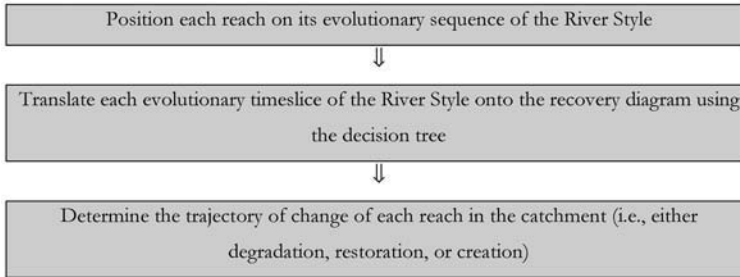 Position each reach on its evolutionary sequence of the River Style
⇓
Translate each evolutionary timeslice of the River Style onto the recovery diagram using
the decision tree
⇓
Determine the trajectory of change of each reach in the catchment (i.e., either
degradation, restoration, or creation)